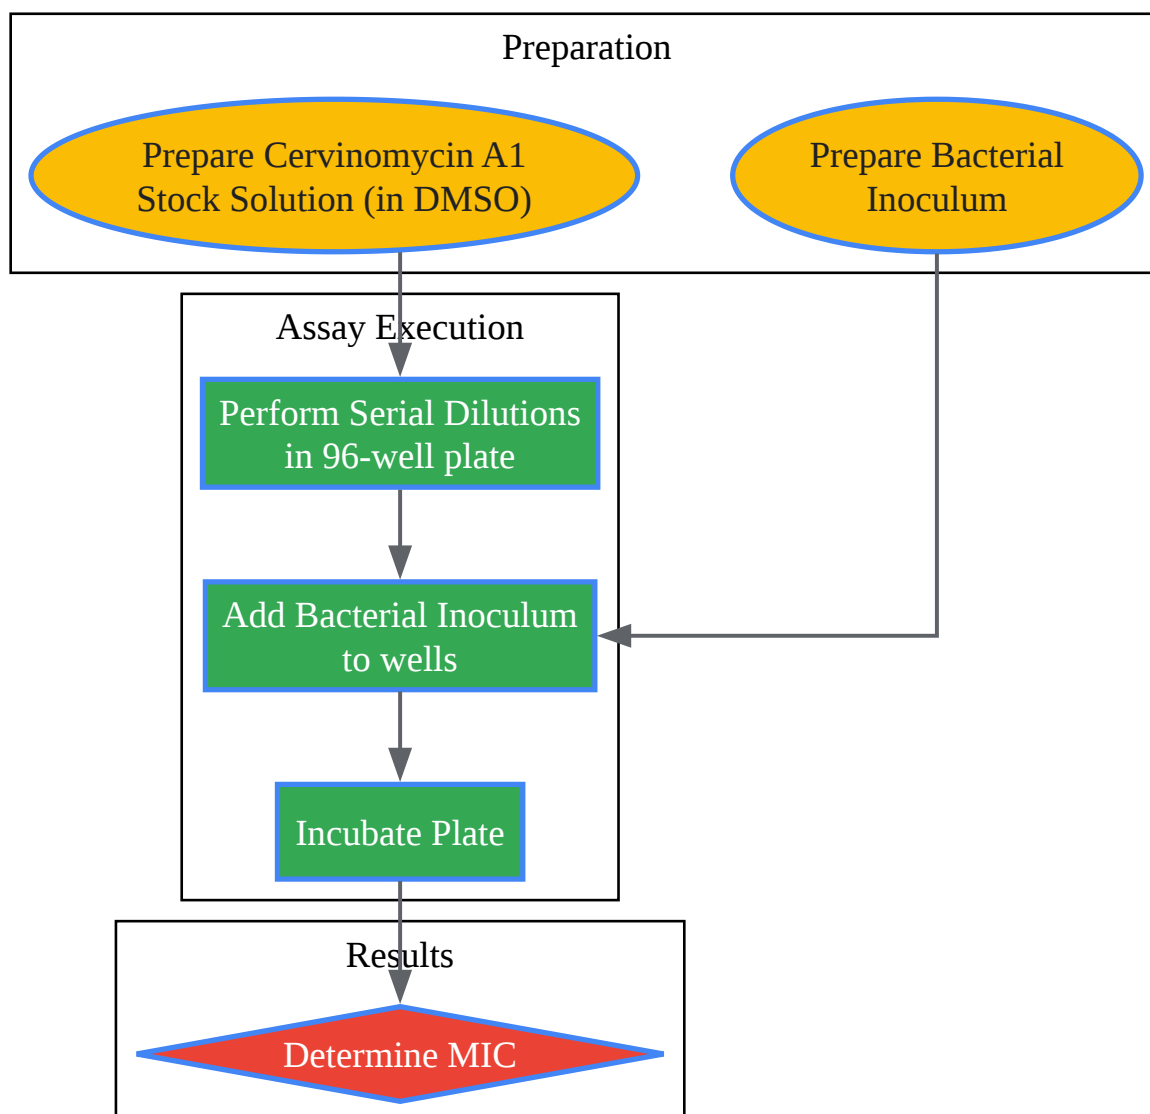 Preparation
Prepare Cervinomycin A1
Stock Solution (in DMSO)
Prepare Bacterial
Inoculum
Assay Execution
Perform Serial Dilutions
in 96-well plate
Add Bacterial Inoculum
to wells
Incubate Plate
Results
Determine MIC